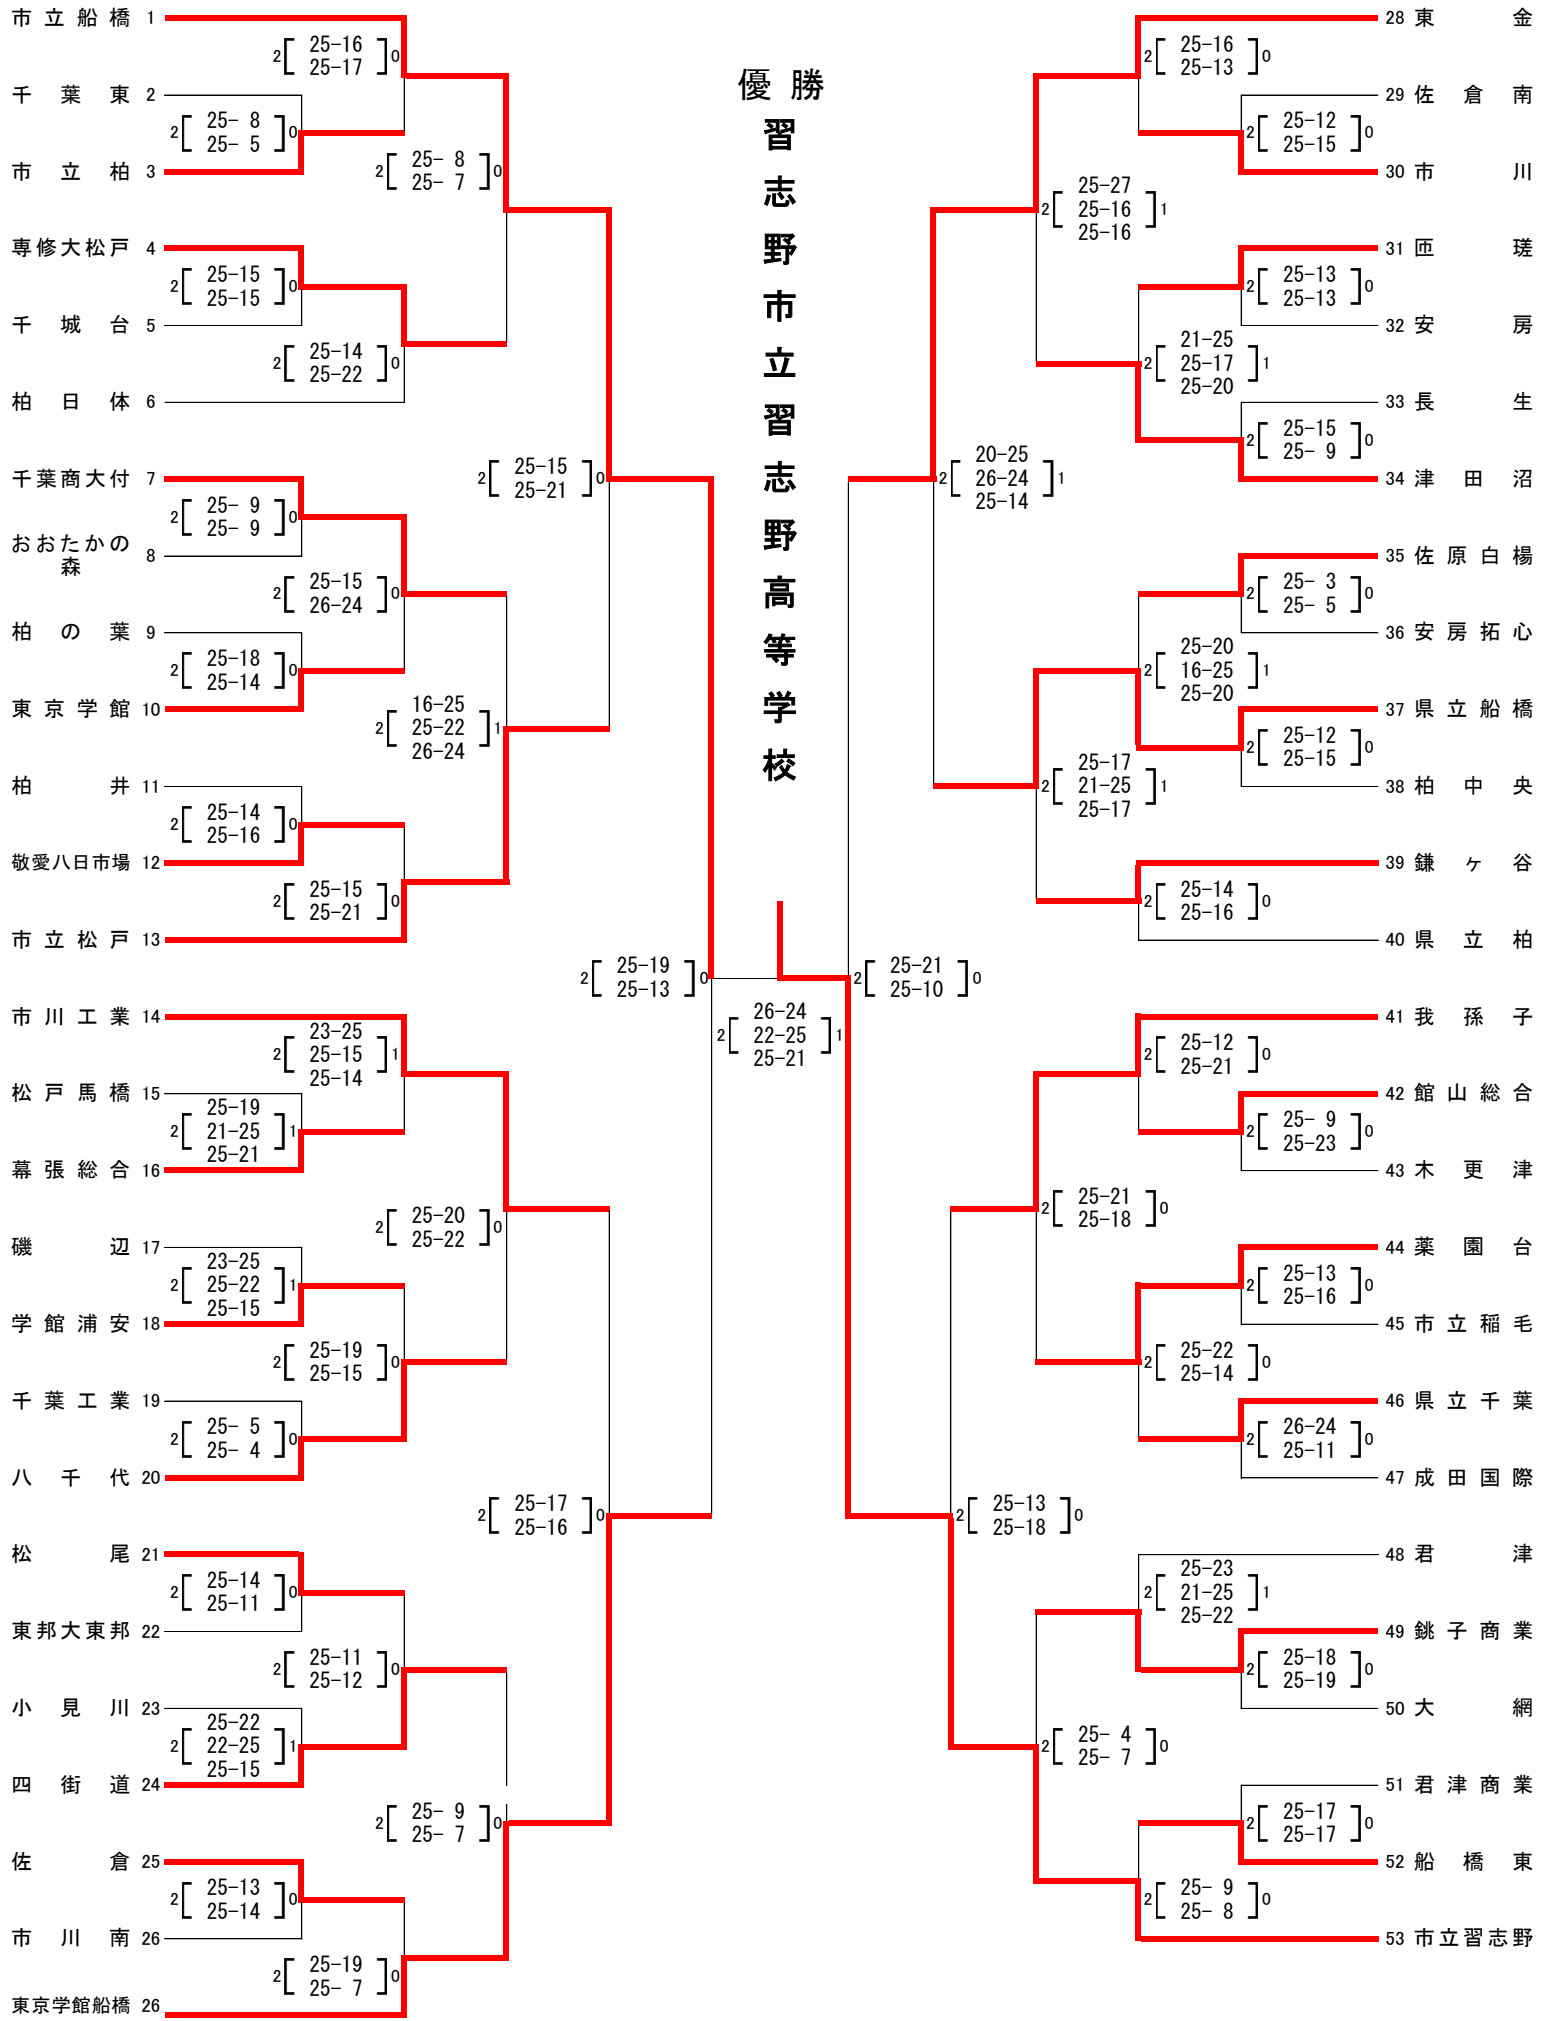 優勝
習志野市立習志野高等学校
市立船橋 1
2[ 25-16 ]0
25-17
千葉東 2
2[ 25- 8 ]0
25- 5
市立柏 3
2[ 25- 8 ]0
25- 7
専修大松戸 4
2[ 25-15 ]0
25-15
千城台 5
2[ 25-14 ]0
25-22
柏日体 6
2[ 25-15 ]0
25-21
千葉商大付 7
2[ 25- 9 ]0
25- 9
おおたかの
森 8
2[ 25-15 ]0
26-24
柏の葉 9
2[ 25-18 ]0
25-14
東京学館 10
16-25
2[ 25-22 ]1
26-24
柏井 11
2[ 25-14 ]0
25-16
敬愛八日市場 12
2[ 25-15 ]0
25-21
市立松戸 13
2[ 25-19 ]0
25-13
市川工業 14
23-25
2[ 25-15 ]1
25-14
松戸馬橋 15
25-19
2[ 21-25 ]1
25-21
幕張総合 16
2[ 25-20 ]0
25-22
磯辺 17
23-25
2[ 25-22 ]1
25-15
学館浦安 18
2[ 25-19 ]0
25-15
千葉工業 19
2[ 25- 5 ]0
25- 4
八千代 20
2[ 25-17 ]0
25-16
松尾 21
2[ 25-14 ]0
25-11
東邦大東邦 22
2[ 25-11 ]0
25-12
小見川 23
25-22
2[ 22-25 ]1
25-15
四街道 24
2[ 25- 9 ]0
25- 7
佐倉 25
2[ 25-13 ]0
25-14
市川南 26
2[ 25-19 ]0
25- 7
東京学館船橋 26
26-24
2[ 22-25 ]1
25-21
28 東金
2[ 25-16 ]0
25-13
29 佐倉南
2[ 25-12 ]0
25-15
30 市川
25-27
2[ 25-16 ]1
25-16
31 匝瑳
2[ 25-13 ]0
25-13
32 安房
21-25
2[ 25-17 ]1
25-20
33 長生
2[ 25-15 ]0
25- 9
34 津田沼
20-25
2[ 26-24 ]1
25-14
35 佐原白楊
2[ 25- 3 ]0
25- 5
36 安房拓心
25-20
2[ 16-25 ]1
25-20
37 県立船橋
2[ 25-12 ]0
25-15
38 柏中央
25-17
2[ 21-25 ]1
25-17
39 鎌ヶ谷
2[ 25-14 ]0
25-16
40 県立柏
2[ 25-21 ]0
25-10
41 我孫子
2[ 25-12 ]0
25-21
42 館山総合
2[ 25- 9 ]0
25-23
43 木更津
2[ 25-21 ]0
25-18
44 薬園台
2[ 25-13 ]0
25-16
45 市立稲毛
2[ 25-22 ]0
25-14
46 県立千葉
2[ 26-24 ]0
25-11
47 成田国際
2[ 25-13 ]0
25-18
48 君津
25-23
2[ 21-25 ]1
25-22
49 銚子商業
2[ 25-18 ]0
25-19
50 大網
2[ 25- 4 ]0
25- 7
51 君津商業
2[ 25-17 ]0
25-17
52 船橋東
2[ 25- 9 ]0
25- 8
53 市立習志野